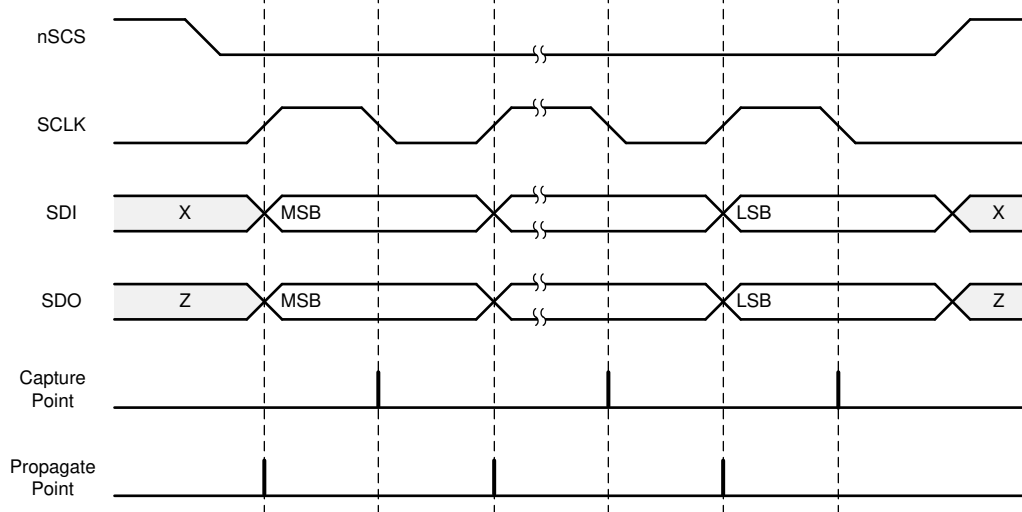 nSCS
SCLK
SDI
X
MSB
LSB
X
SDO
Z
MSB
LSB
Z
Capture
Point
Propagate
Point